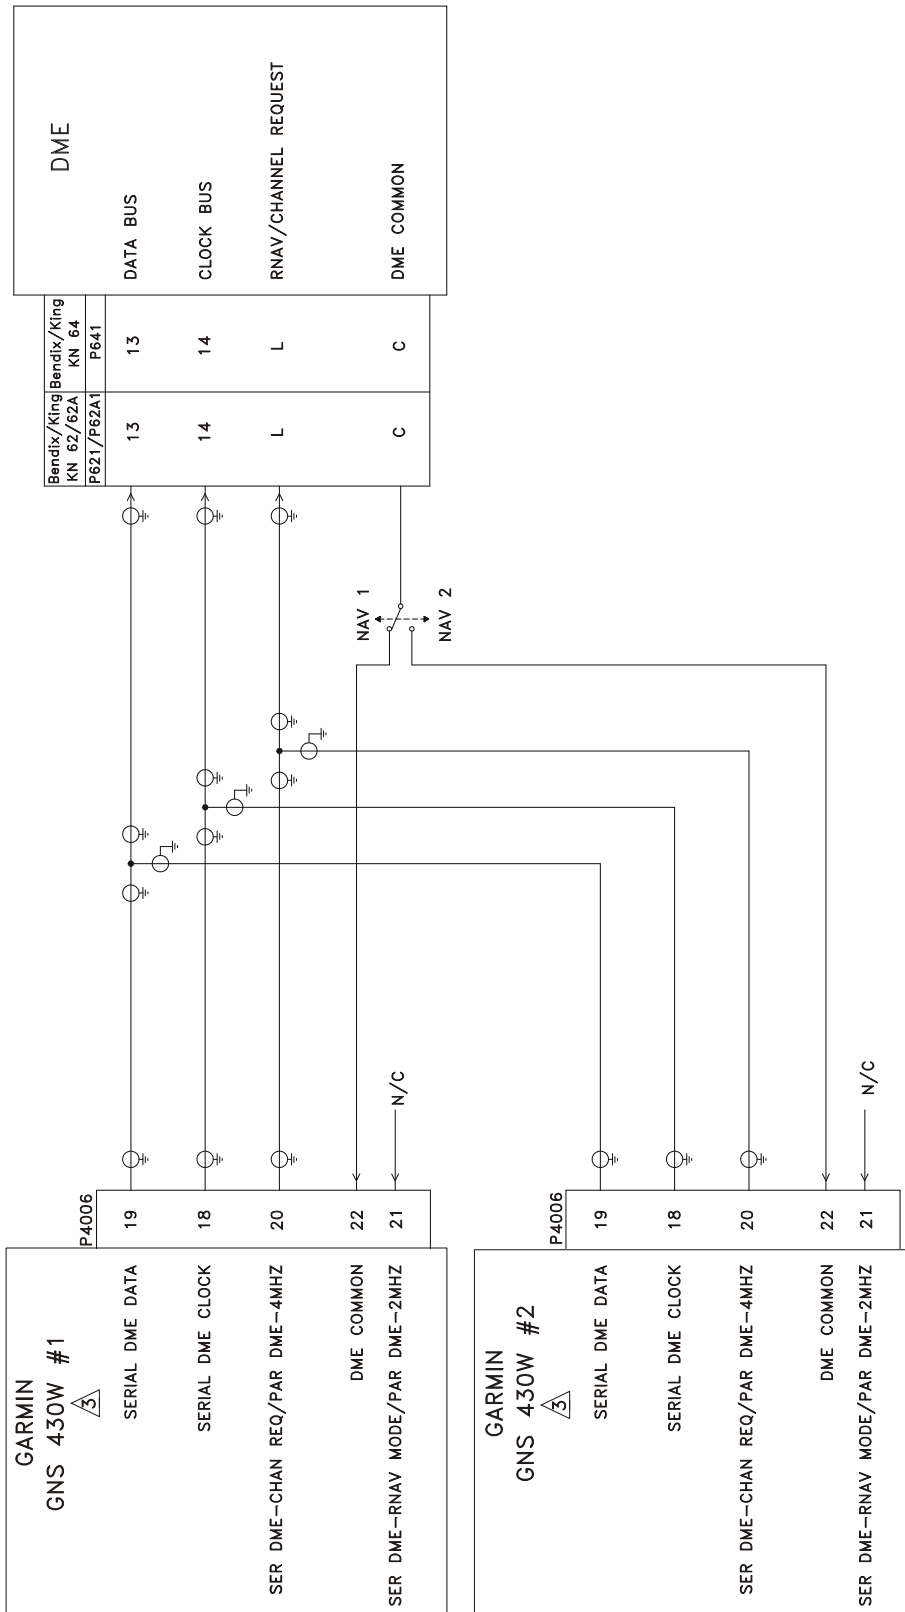 GARMIN
GNS 430W #1
3
P4006
SERIAL DME DATA 19
SERIAL DME CLOCK 18
SER DME-CHAN REQ/PAR DME-4MHZ 20
DME COMMON 22
SER DME-RNAV MODE/PAR DME-2MHZ 21
N/C
GARMIN
GNS 430W #2
3
P4006
SERIAL DME DATA 19
SERIAL DME CLOCK 18
SER DME-CHAN REQ/PAR DME-4MHZ 20
DME COMMON 22
SER DME-RNAV MODE/PAR DME-2MHZ 21
N/C
NAV 1
NAV 2
Bendix/King
KN 62/62A
P621/P62A1
Bendix/King
KN 64
P641
DME
13 13 DATA BUS
14 14 CLOCK BUS
L L RNAV/CHANNEL REQUEST
C C DME COMMON